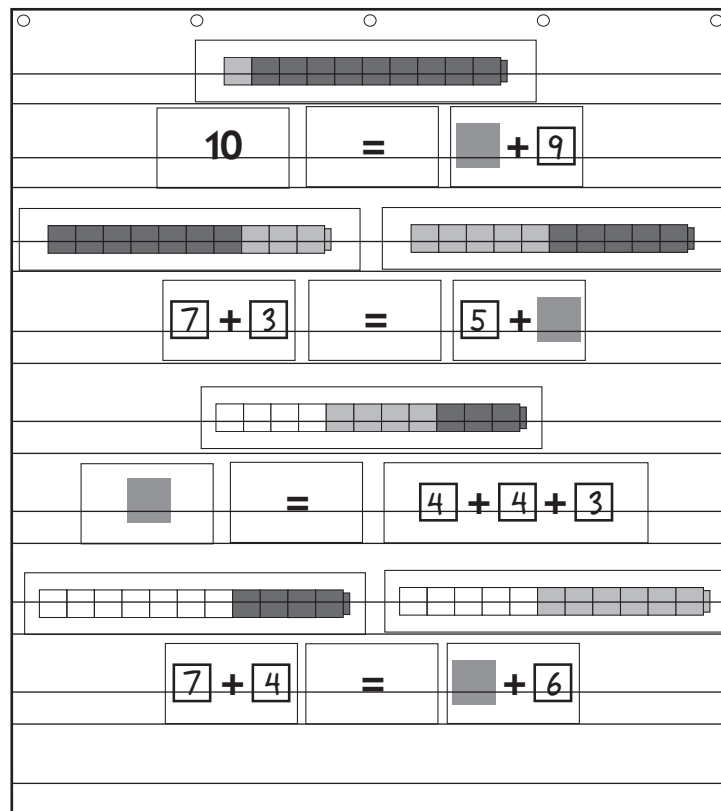 10 = + 9
7 + 3 = 5 +
= 4 + 4 + 3
7 + 4 = + 6